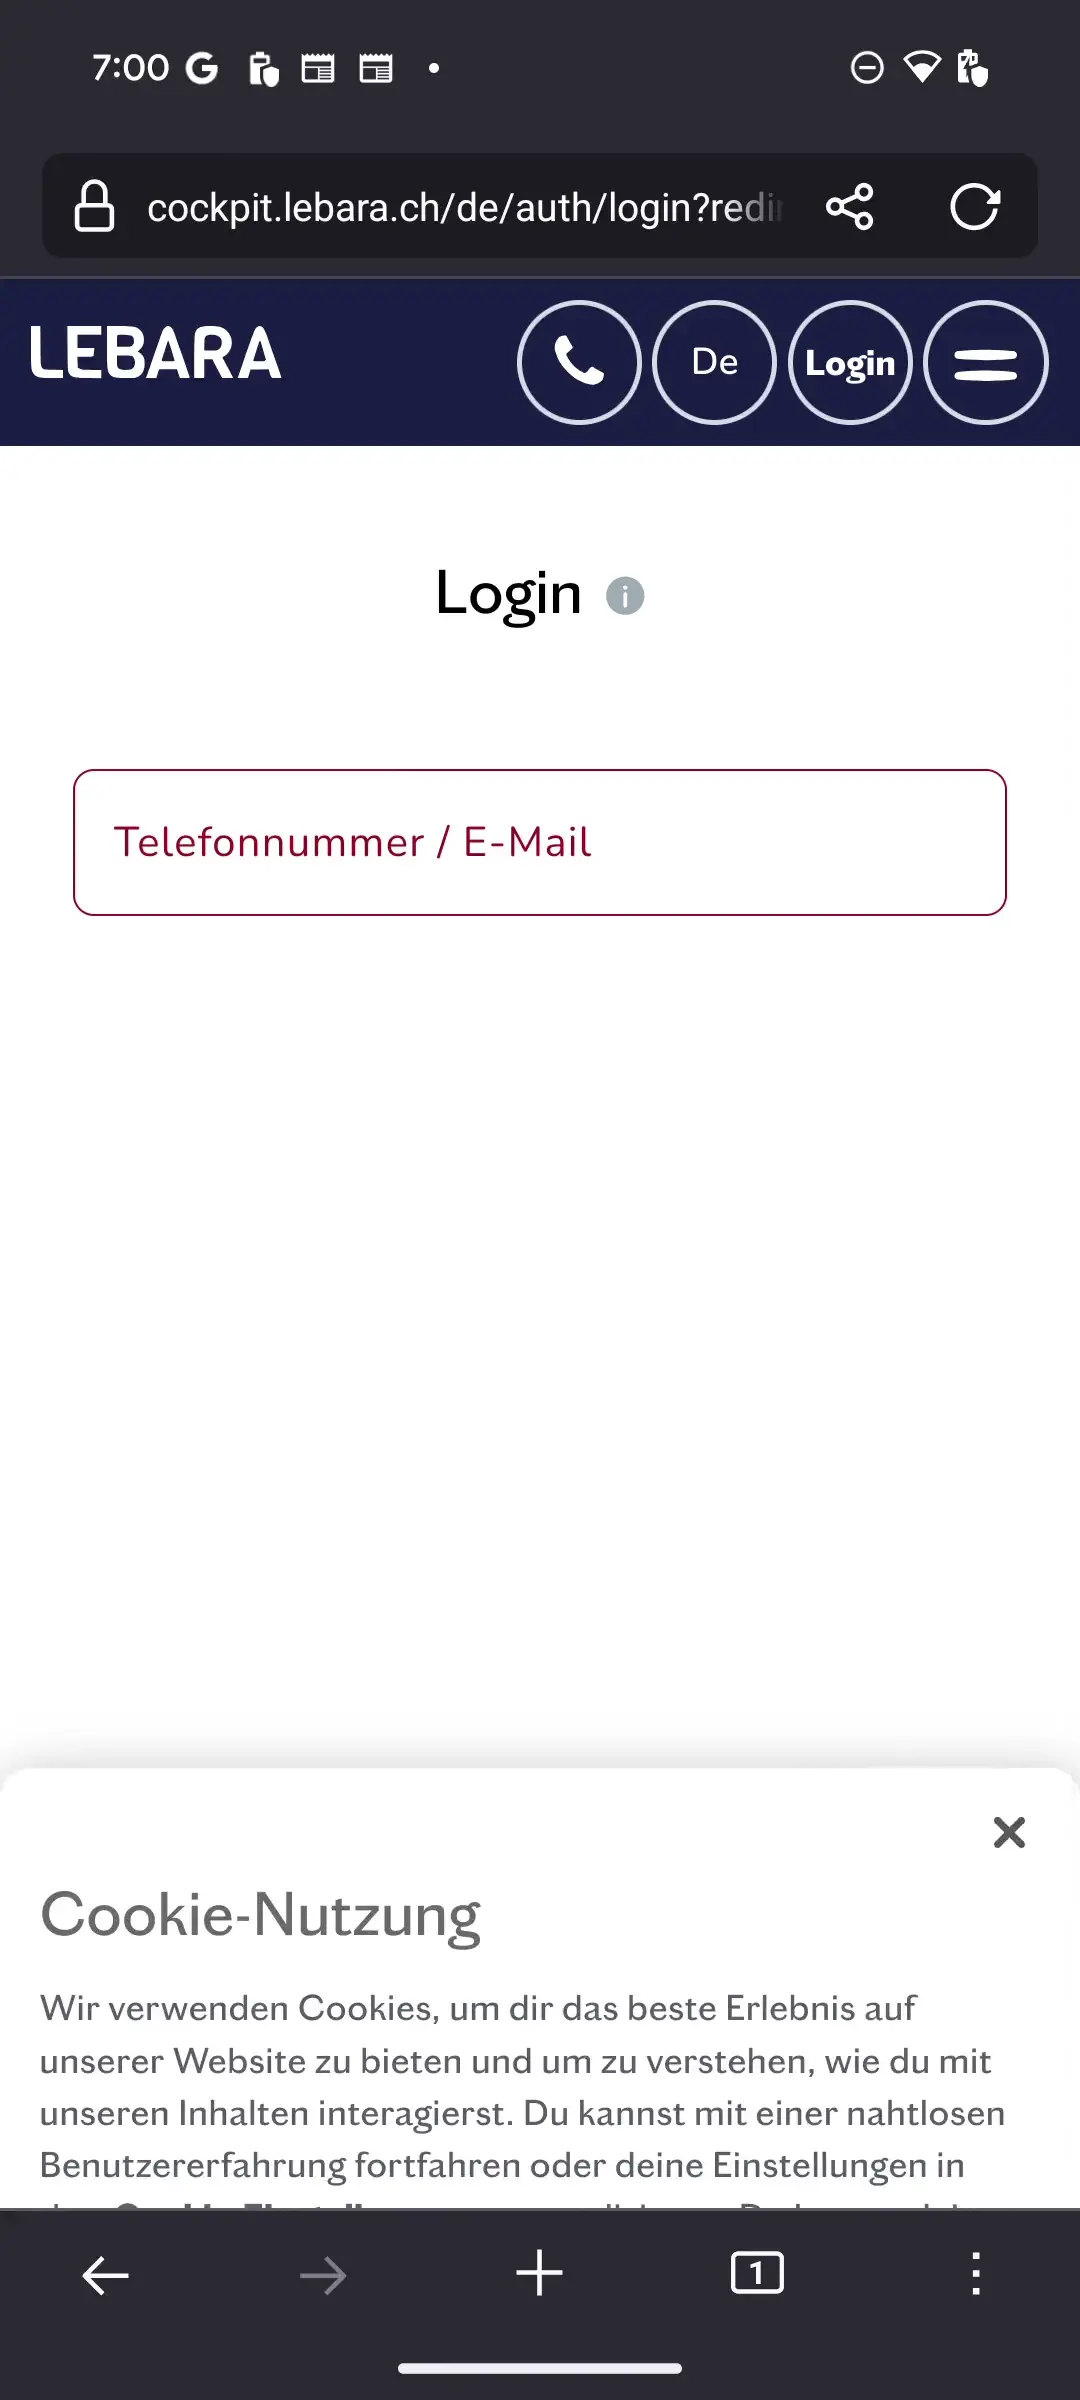 7:00
cockpit.lebara.ch/de/auth/login?redir
LEBARA
De
Login
Login
Telefonnummer / E-Mail
Cookie-Nutzung
Wir verwenden Cookies, um dir das beste Erlebnis auf
unserer Website zu bieten und um zu verstehen, wie du mit
unseren Inhalten interagierst. Du kannst mit einer nahtlosen
Benutzererfahrung fortfahren oder deine Einstellungen in
1